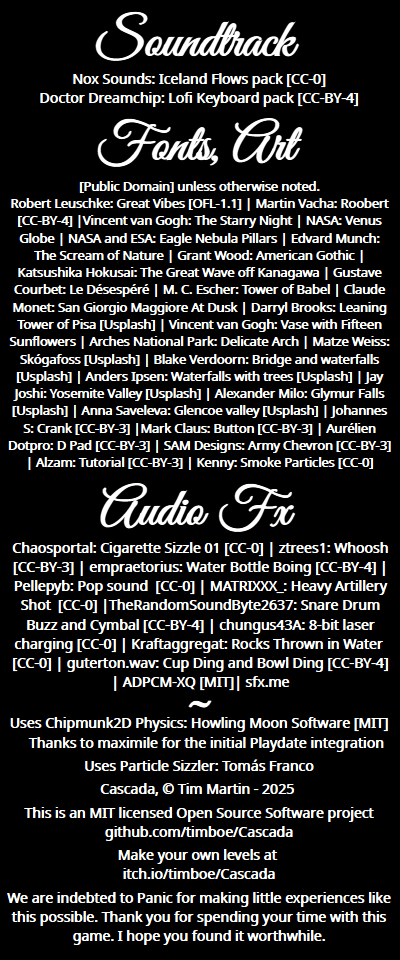 Soundtrack
Nox Sounds: Iceland Flows pack [CC-0]
Doctor Dreamchip: Lofi Keyboard pack [CC-BY-4]
Fonts, Art
[Public Domain] unless otherwise noted.
Robert Leuschke: Great Vibes [OFL-1.1] | Martin Vacha: Roobert
[CC-BY-4] |Vincent van Gogh: The Starry Night | NASA: Venus
Globe | NASA and ESA: Eagle Nebula Pillars | Edvard Munch:
The Scream of Nature | Grant Wood: American Gothic |
Katsushika Hokusai: The Great Wave off Kanagawa | Gustave
Courbet: Le Désespéré | M. C. Escher: Tower of Babel | Claude
Monet: San Giorgio Maggiore At Dusk | Darryl Brooks: Leaning
Tower of Pisa [Usplash] | Vincent van Gogh: Vase with Fifteen
Sunflowers | Arches National Park: Delicate Arch | Matze Weiss:
Skógafoss [Usplash] | Blake Verdoorn: Bridge and waterfalls
[Usplash] | Anders Ipsen: Waterfalls with trees [Usplash] | Jay
Joshi: Yosemite Valley [Usplash] | Alexander Milo: Glymur Falls
[Usplash] | Anna Saveleva: Glencoe valley [Usplash] | Johannes
S: Crank [CC-BY-3] |Mark Claus: Button [CC-BY-3] | Aurélien
Dotpro: D Pad [CC-BY-3] | SAM Designs: Army Chevron [CC-BY-3]
| Alzam: Tutorial [CC-BY-3] | Kenny: Smoke Particles [CC-0]
Audio Fx
Chaosportal: Cigarette Sizzle 01 [CC-0] | ztrees1: Whoosh
[CC-BY-3] | empraetorius: Water Bottle Boing [CC-BY-4] |
Pellepyb: Pop sound  [CC-0] | MATRIXXX_: Heavy Artillery
Shot  [CC-0] |TheRandomSoundByte2637: Snare Drum
Buzz and Cymbal [CC-BY-4] | chungus43A: 8-bit laser
charging [CC-0] | Kraftaggregat: Rocks Thrown in Water
[CC-0] | guterton.wav: Cup Ding and Bowl Ding [CC-BY-4]
| ADPCM-XQ [MIT]| sfx.me
~
Uses Chipmunk2D Physics: Howling Moon Software [MIT]
Thanks to maximile for the initial Playdate integration
Uses Particle Sizzler: Tomás Franco
Cascada, © Tim Martin - 2025
This is an MIT licensed Open Source Software project
github.com/timboe/Cascada
Make your own levels at
itch.io/timboe/Cascada
We are indebted to Panic for making little experiences like
this possible. Thank you for spending your time with this
game. I hope you found it worthwhile.